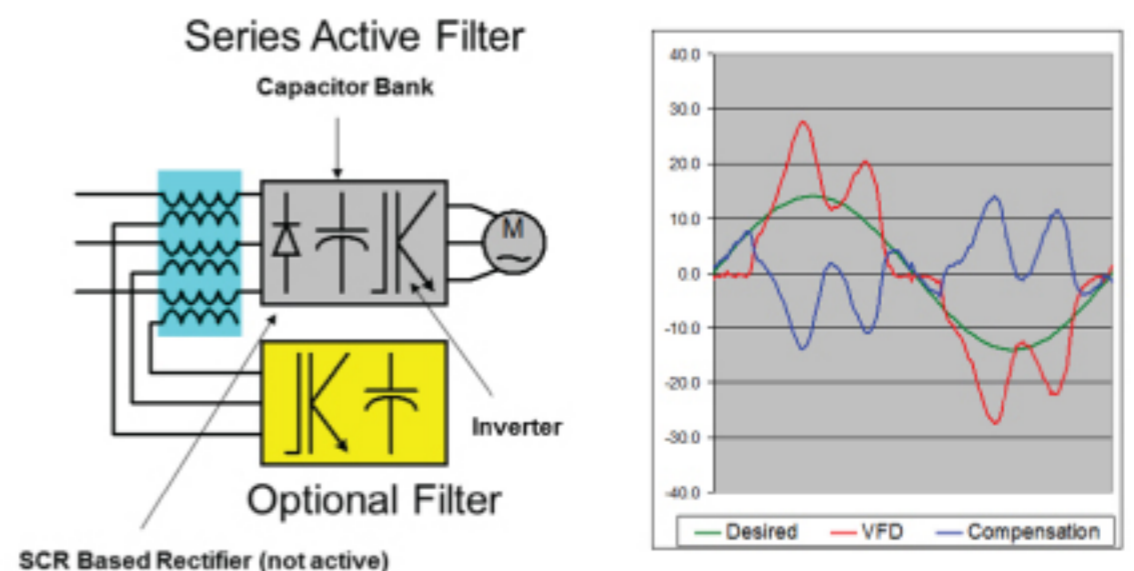 Series Active Filter
Capacitor Bank
M
Inverter
Optional Filter
SCR Based Rectifier (not active)
40.0
30.0
20.0
10.0
0.0
-10.0
-20.0
-30.0
-40.0
Desired VFD Compensation